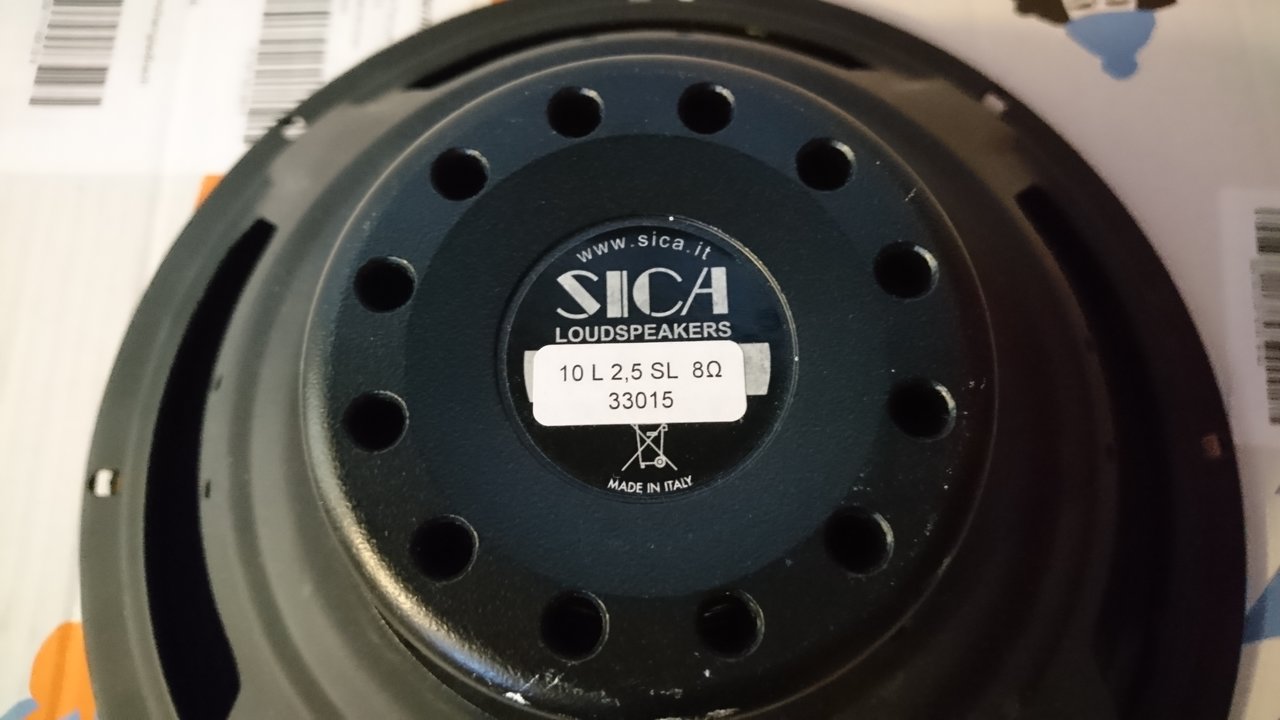 www.sica.it
SICA
LOUDSPEAKERS
10 L 2,5 SL 8Ω
33015
MADE IN ITALY